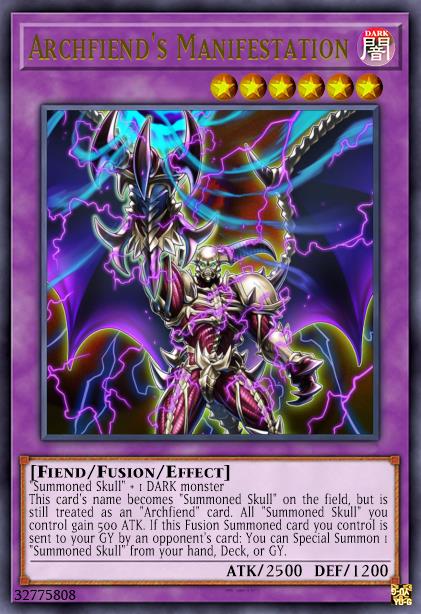 ARCHFIEND'S MANIFESTATION
DARK
闇
[FIEND/FUSION/EFFECT]
"Summoned Skull" + 1 DARK monster
This card's name becomes "Summoned Skull" on the field, but is
still treated as an "Archfiend" card. All "Summoned Skull" you
control gain 500 ATK. If this Fusion Summoned card you control is
sent to your GY by an opponent's card: You can Special Summon 1
"Summoned Skull" from your hand, Deck, or GY.
ATK/2500 DEF/1200
32775808